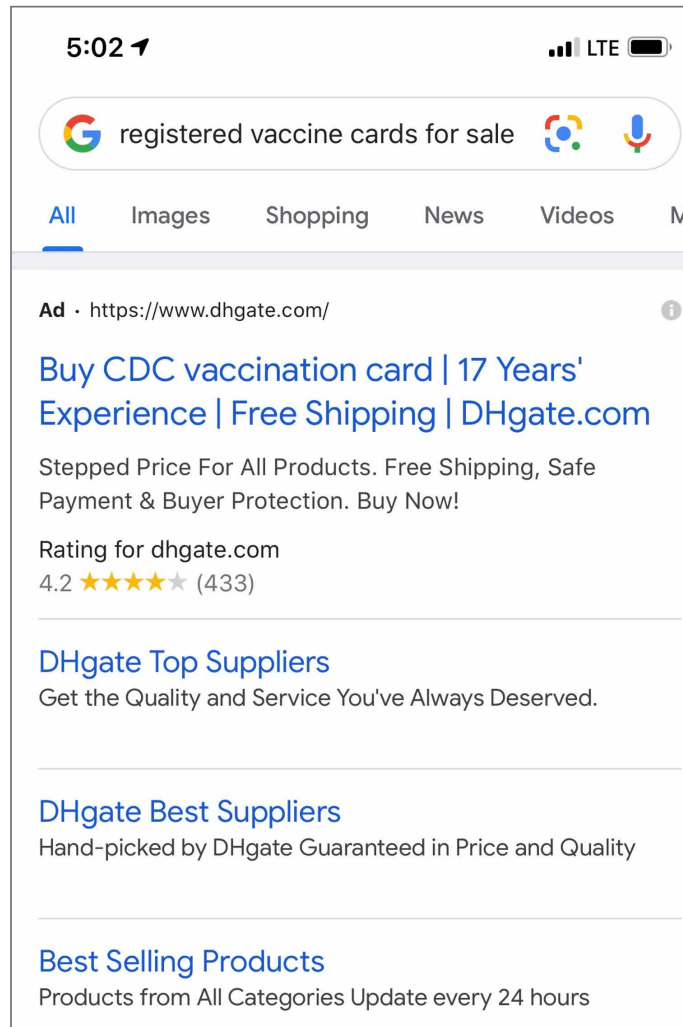 5:02
LTE
registered vaccine cards for sale
All Images Shopping News Videos M
Ad · https://www.dhgate.com/
Buy CDC vaccination card | 17 Years'
Experience | Free Shipping | DHgate.com
Stepped Price For All Products. Free Shipping, Safe
Payment & Buyer Protection. Buy Now!
Rating for dhgate.com
4.2 ★★★★★ (433)
DHgate Top Suppliers
Get the Quality and Service You've Always Deserved.
DHgate Best Suppliers
Hand-picked by DHgate Guaranteed in Price and Quality
Best Selling Products
Products from All Categories Update every 24 hours